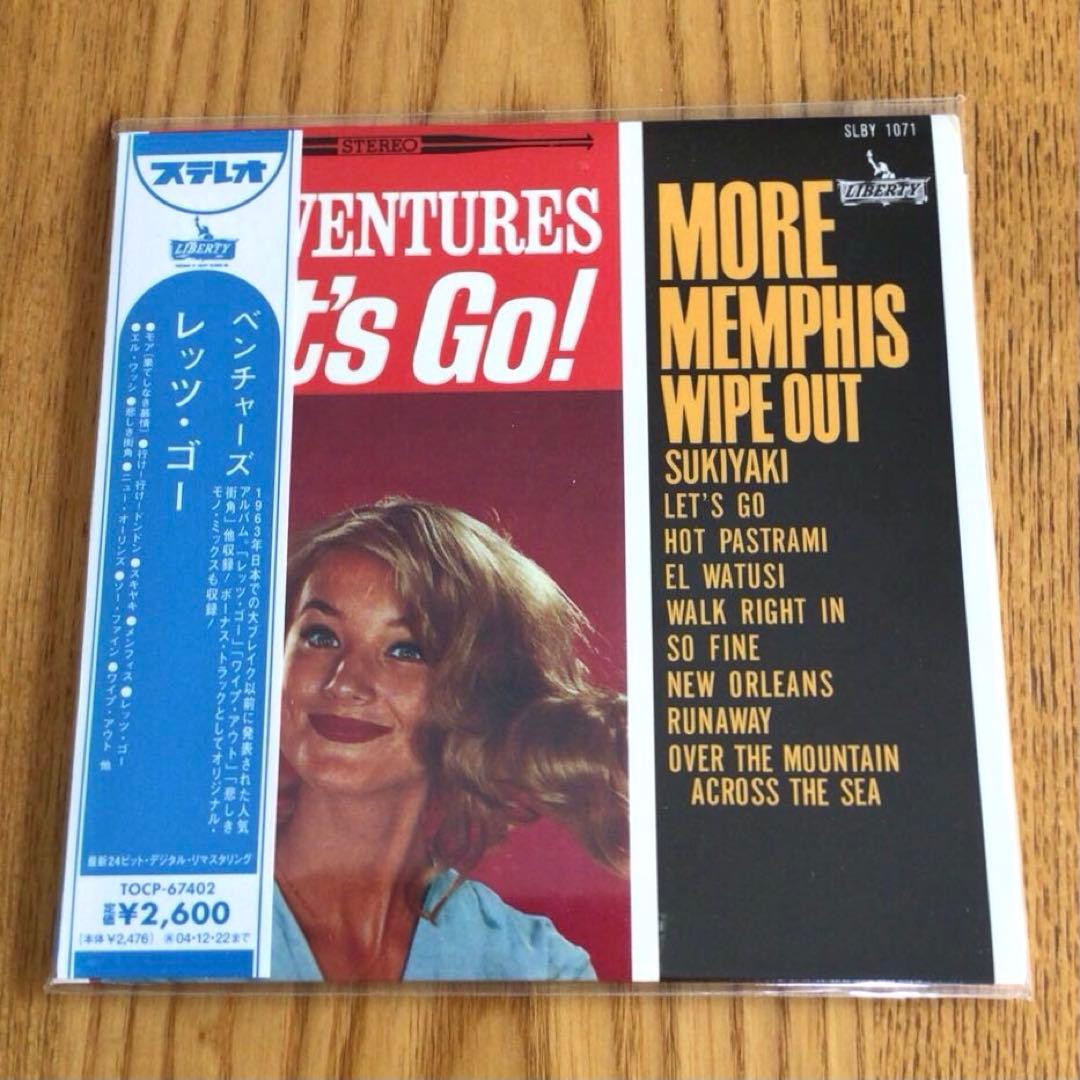 ステレオ
LIBERTY
ベンチャーズ
レッツ・ゴー
●モア(果てしなき慕情)●行け!行け!ドンドン●スキヤキ●メンフィス●レッツ・ゴー
●エル・ワッシ●悲しき街角●ニュー・オーリンズ●ソー・ファイン●ワイプ・アウト 他
1963年日本での大ブレイク以前に発表された人気
アルバム。「レッツ・ゴー」「ワイプ・アウト」「悲しき
街角」他収録!ボーナス・トラックとしてオリジナル・
モノ・ミックスも収録!
最新24ビット・デジタル・リマスタリング
TOCP-67402
定価¥2,600
(本体 ¥2,476) 04・12・22まで
STEREO
VENTURES
t's Go!
SLBY 1071
LIBERTY
MORE
MEMPHIS
WIPE OUT
SUKIYAKI
LET'S GO
HOT PASTRAMI
EL WATUSI
WALK RIGHT IN
SO FINE
NEW ORLEANS
RUNAWAY
OVER THE MOUNTAIN
ACROSS THE SEA